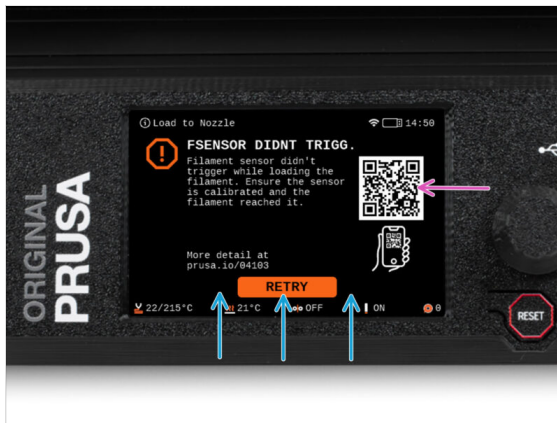 Load to Nozzle 14:50
FSENSOR DIDNT TRIGG.
Filament sensor didn't
trigger while loading the
filament. Ensure the sensor
is calibrated and the
filament reached it.
More detail at
prusa.io/04103
RETRY
22/215°C 21°C OFF ON 0
ORIGINAL
PRUSA
RESET